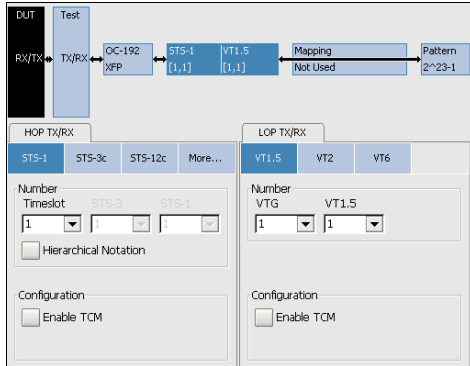 DUT Test
OC-192 STS-1 VT1.5 Mapping Pattern
RX/TX TX/RX XFP [1,1] [1,1] Not Used 2^23-1
HOP TX/RX LOP TX/RX
STS-1 STS-3c STS-12c More... VT1.5 VT2 VT6
Number Number
Timeslot STS-3 STS-1 VTG VT1.5
1 1 1 1 1
Hierarchical Notation
Configuration Configuration
Enable TCM Enable TCM